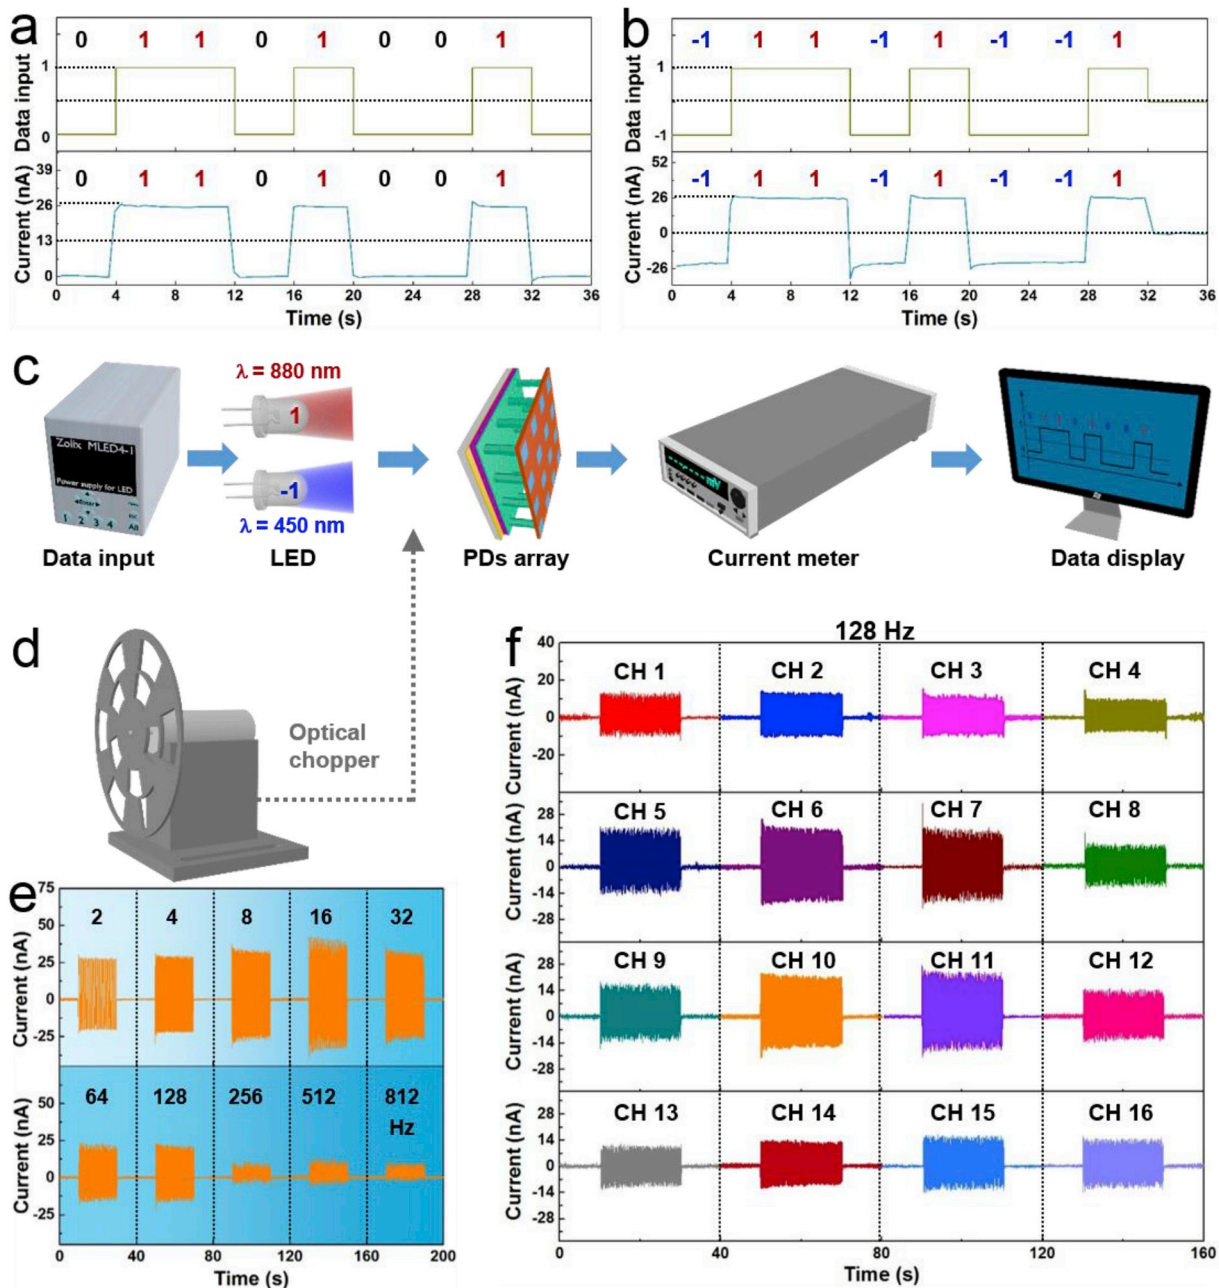 a
0 1 1 0 1 0 0 1
Data input
1
0
0 1 1 0 1 0 0 1
Current (nA)
39
26
13
0
0 4 8 12 16 20 24 28 32 36
Time (s)
b
-1 1 1 -1 1 -1 -1 1
Data input
1
-1
-1 1 1 -1 1 -1 -1 1
Current (nA)
52
26
0
-26
0 4 8 12 16 20 24 28 32 36
Time (s)
c
Zolix MLED4-1
Power supply for LED
Enter
1 2 3 4 All
Data input
λ = 880 nm
1
-1
λ = 450 nm
LED
PDs array
mV
Current meter
Data display
d
Optical
chopper
e
Current (nA)
75
50
25
0
-25
2 4 8 16 32
Current (nA)
50
25
0
-25
64 128 256 512 812
Hz
0 40 80 120 160 200
Time (s)
f
128 Hz
Current (nA)
40
20
0
-20
CH 1 CH 2 CH 3 CH 4
Current (nA)
28
14
0
-14
-28
CH 5 CH 6 CH 7 CH 8
Current (nA)
28
14
0
-14
-28
CH 9 CH 10 CH 11 CH 12
Current (nA)
28
14
0
-14
-28
CH 13 CH 14 CH 15 CH 16
0 40 80 120 160
Time (s)